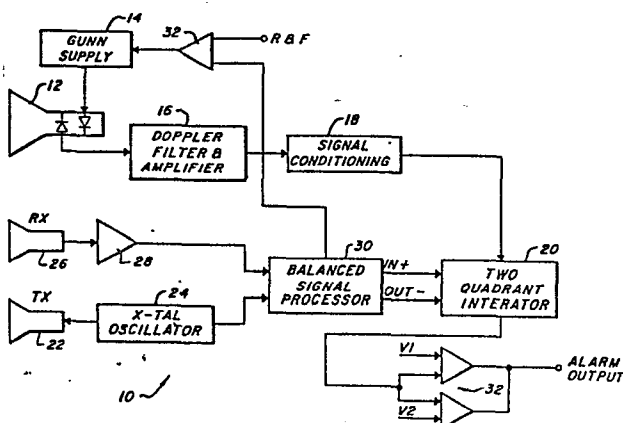 14
GUNN
SUPPLY
32
RBF
12
16
DOPPLER
FILTER &
AMPLIFIER
18
SIGNAL
CONDITIONING
RX
26
28
30
BALANCED
SIGNAL
PROCESSOR
IN+
OUT-
20
TWO
QUADRANT
INTERATOR
TX
22
24
X-TAL
OSCILLATOR
V1
V2
32
ALARM
OUTPUT
10